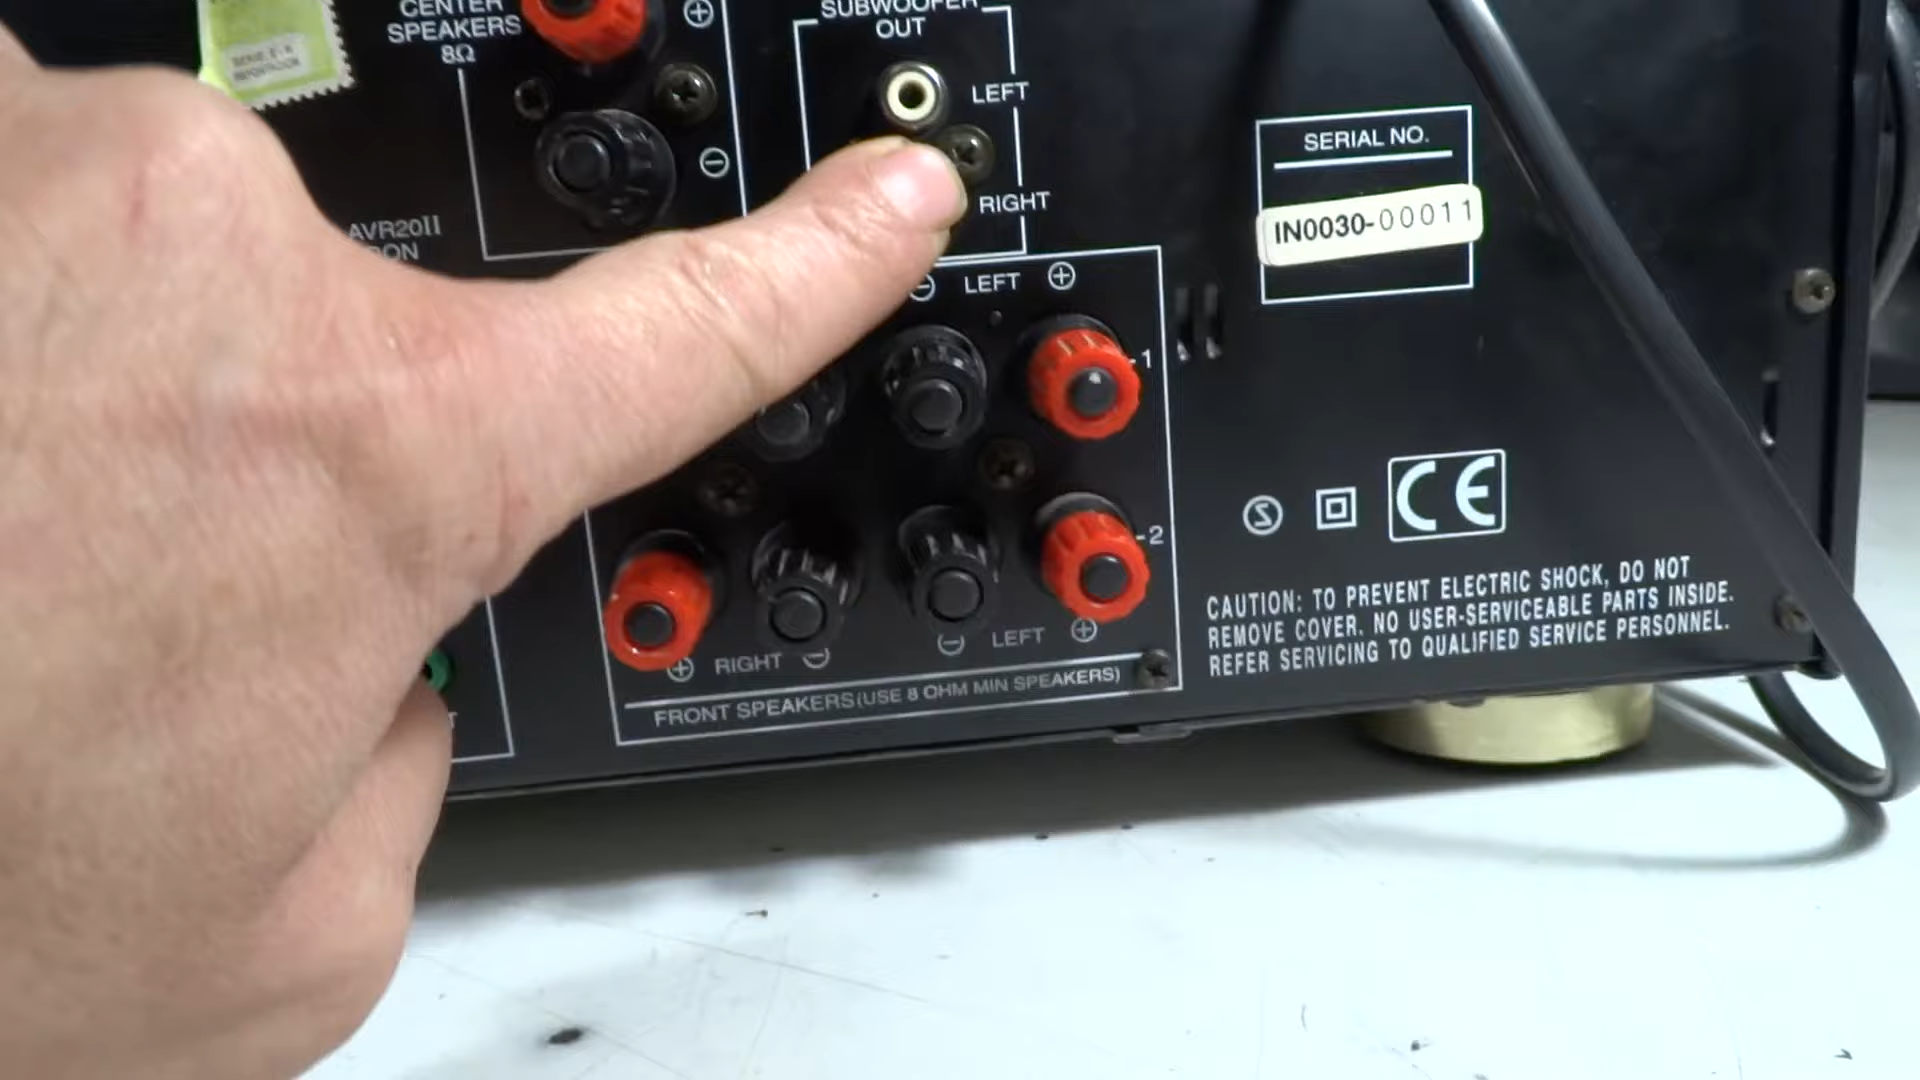 CENTER
SPEAKERS
8Ω
SUBWOOFER
OUT
LEFT
RIGHT
SERIAL NO.
IN0030-00011
AVR20II
LEFT
-1
-2
RIGHT
LEFT
FRONT SPEAKERS(USE 8 OHM MIN SPEAKERS)
CE
CAUTION: TO PREVENT ELECTRIC SHOCK, DO NOT
REMOVE COVER. NO USER-SERVICEABLE PARTS INSIDE.
REFER SERVICING TO QUALIFIED SERVICE PERSONNEL.